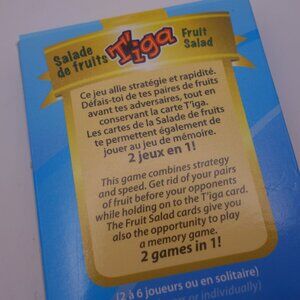 Salade
de fruits
T'iga
Fruit
Salad
Ce jeu allie stratégie et rapidité.
Défais-toi de tes paires de fruits
avant tes adversaires, tout en
conservant la carte T'iga.
Les cartes de la Salade de fruits
te permettent également de
jouer au jeu de mémoire.
2 jeux en 1!
This game combines strategy
and speed. Get rid of your pairs
of fruit before your opponents
while holding on to the T'iga card.
The Fruit Salad cards give you
also the opportunity to play
a memory game.
2 games in 1!
(2 à 6 joueurs ou en solitaire)
or individually)